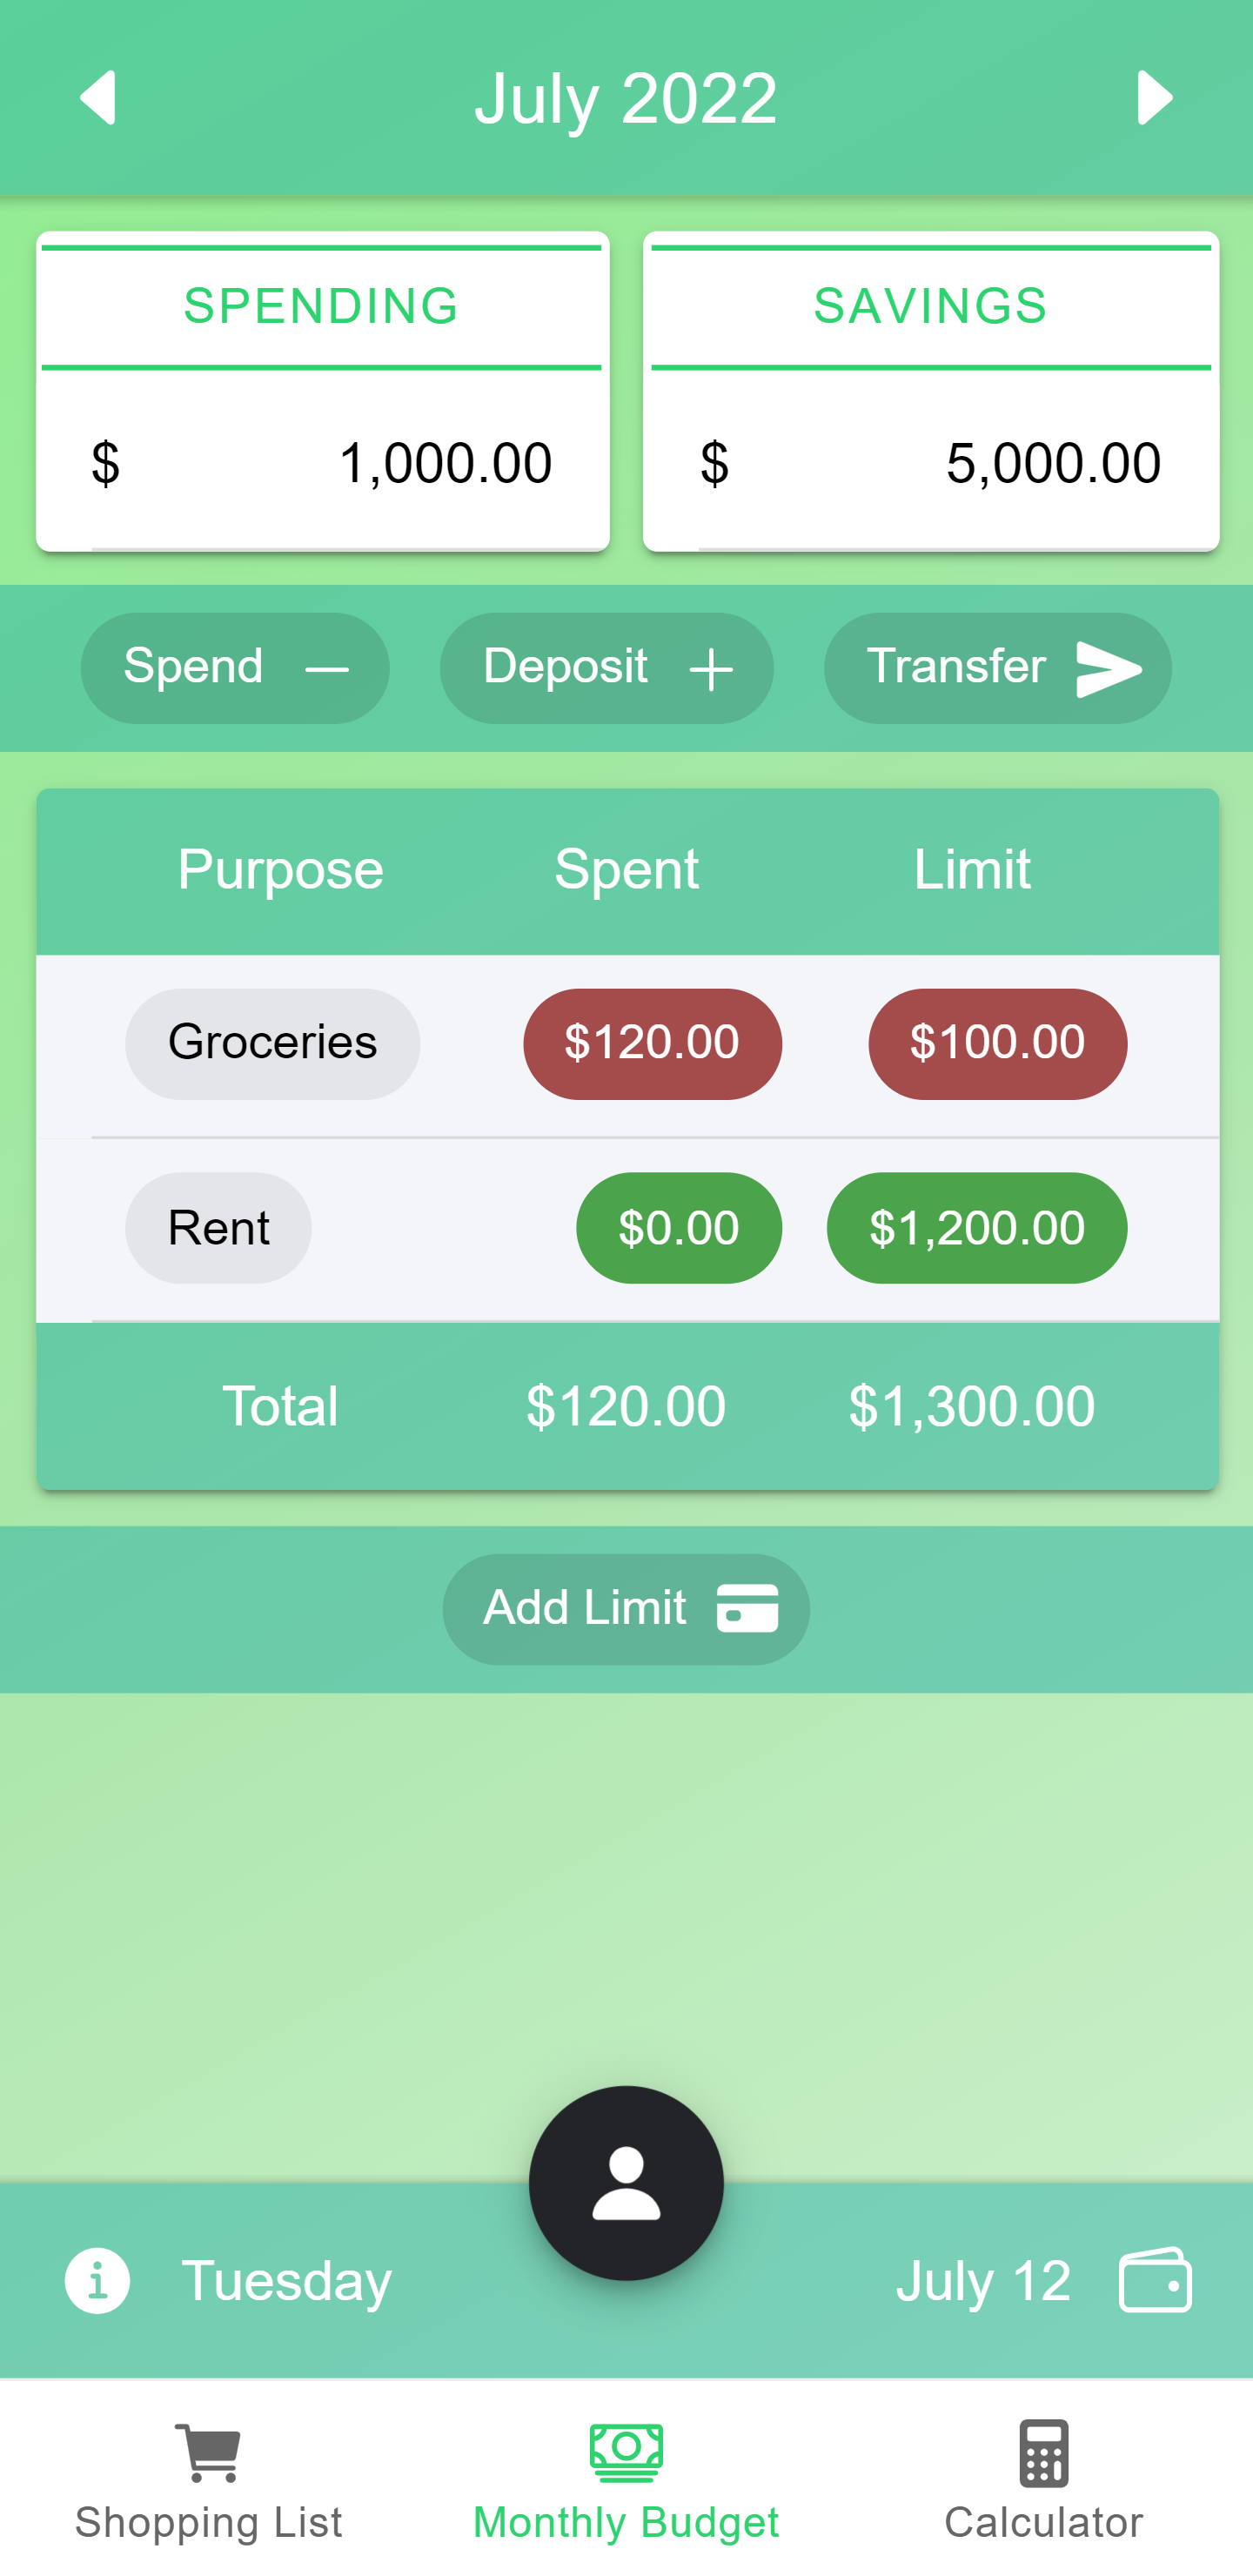 July 2022
SPENDING SAVINGS
$ 1,000.00 $ 5,000.00
Spend Deposit Transfer
Purpose Spent Limit
Groceries $120.00 $100.00
Rent $0.00 $1,200.00
Total $120.00 $1,300.00
Add Limit
Tuesday July 12
Shopping List Monthly Budget Calculator